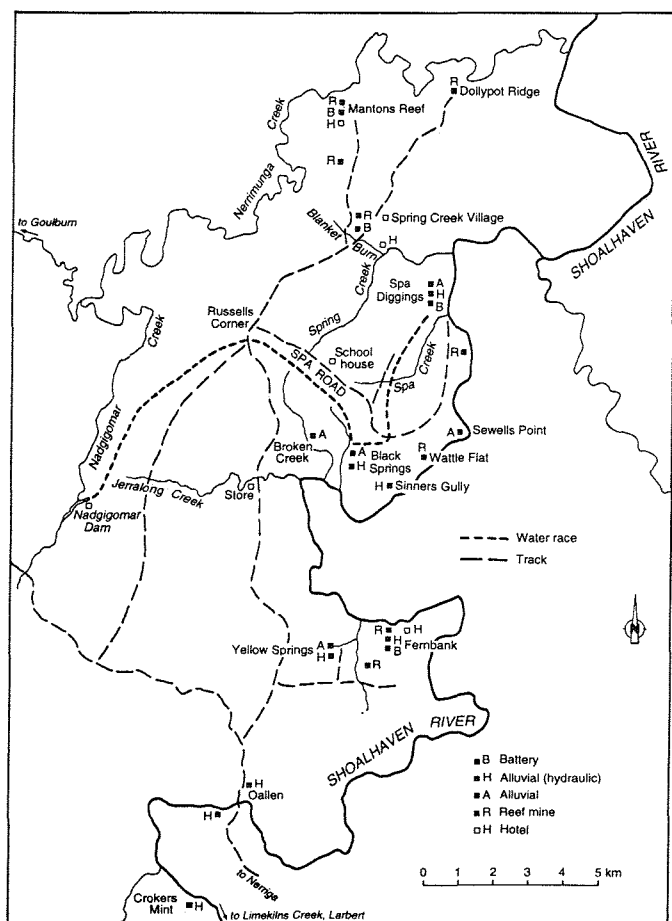 R
Dollypot Ridge
R
B
Mantons Reef
H
Creek
R
Nerrimunga
RIVER
SHOALHAVEN
to Goulburn
R
Spring Creek Village
B
Blanket
Burn
H
Creek
Spa
Diggings
A
H
B
Russells
Corner
Spring
Creek
SPA ROAD
School
house
Spa
Creek
R
Nadgigomar
Broken
Creek
A
A
Sewells Point
A
Black
Springs
H
R
Wattle Flat
Jerralong Creek
Store
H
Sinners Gully
Nadgigomar
Dam
Water race
Track
N
R
H
H
Fernbank
B
Yellow Springs
A
H
R
SHOALHAVEN RIVER
B Battery
H Alluvial (hydraulic)
A Alluvial
R Reef mine
H Hotel
H
Oallen
H
to Nerriga
0 1 2 3 4 5 km
Crokers
Mint
H
to Limekilns Creek, Larbert